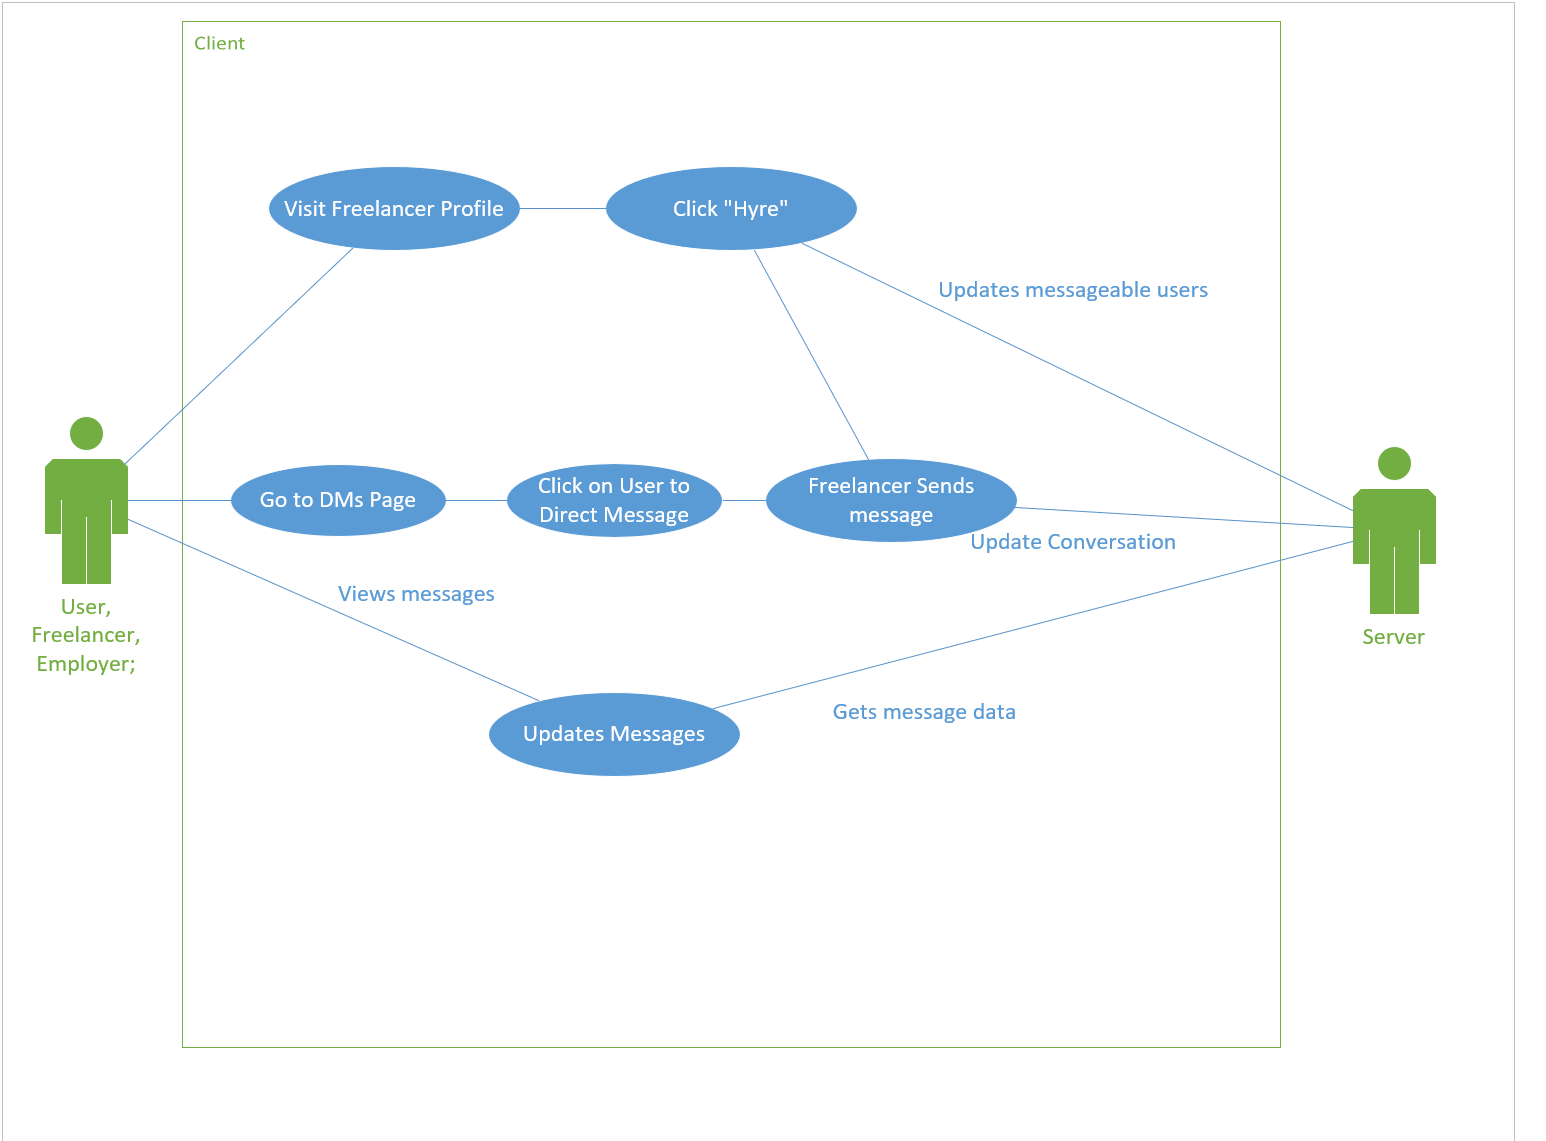 Client
Visit Freelancer Profile
Click "Hyre"
Updates messageable users
Go to DMs Page
Click on User to
Direct Message
Freelancer Sends
message
Update Conversation
Views messages
User,
Freelancer,
Employer;
Server
Gets message data
Updates Messages